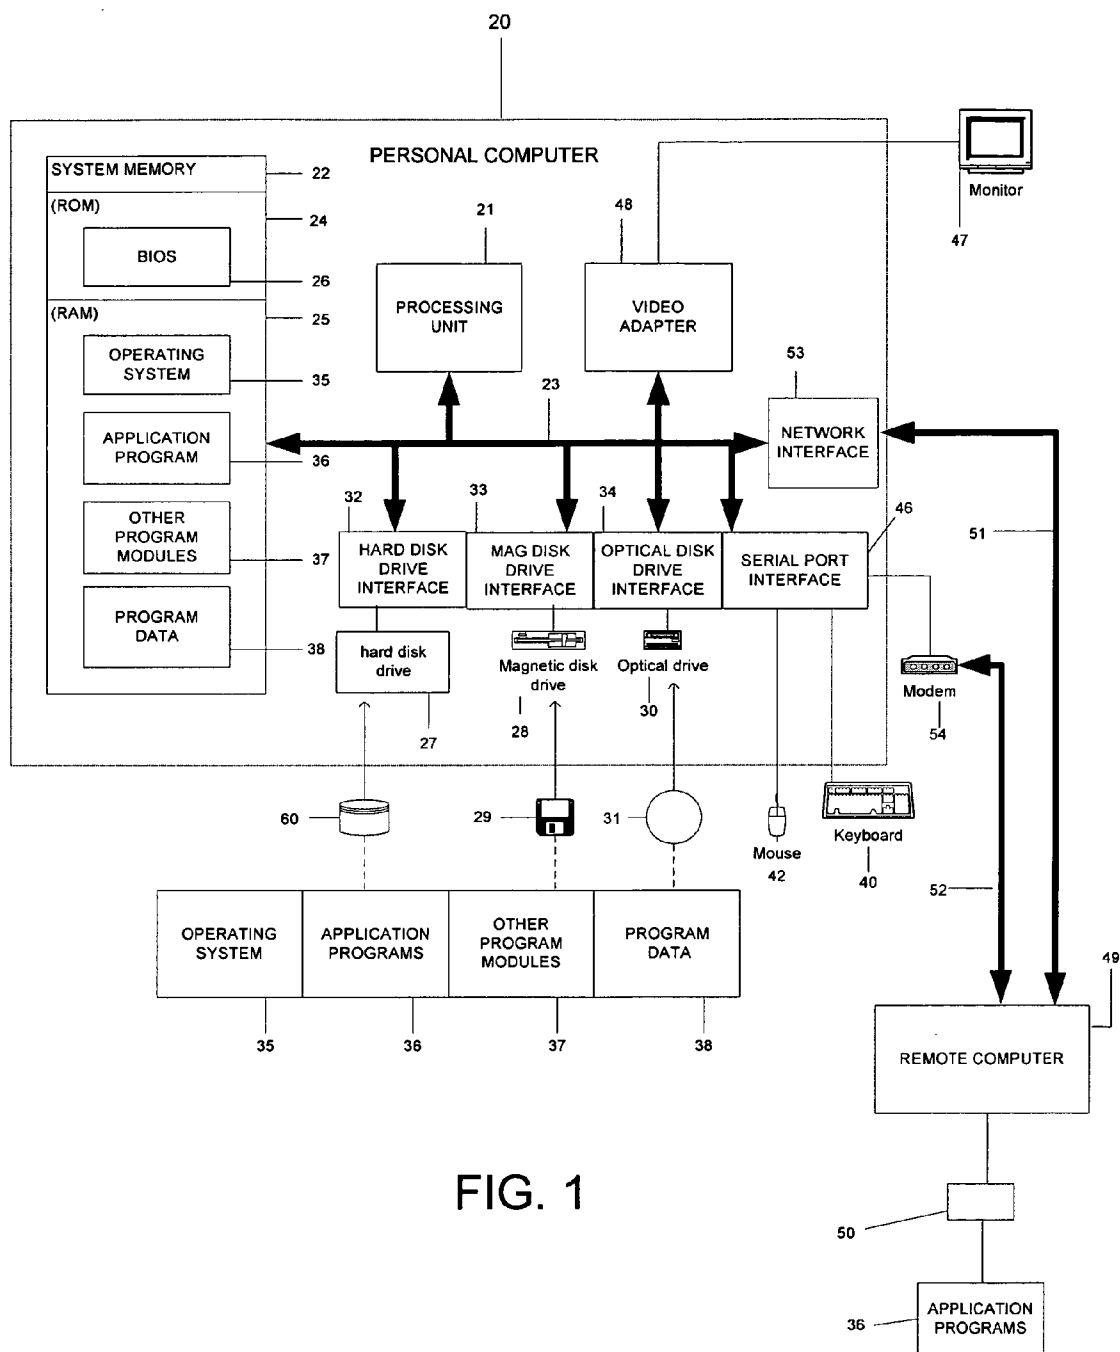 20
PERSONAL COMPUTER
Monitor
47
SYSTEM MEMORY
22
(ROM)
24
BIOS
26
(RAM)
25
OPERATING
SYSTEM
35
APPLICATION
PROGRAM
36
OTHER
PROGRAM
MODULES
37
PROGRAM
DATA
38
21
PROCESSING
UNIT
48
VIDEO
ADAPTER
23
53
NETWORK
INTERFACE
32
HARD DISK
DRIVE
INTERFACE
33
MAG DISK
DRIVE
INTERFACE
34
OPTICAL DISK
DRIVE
INTERFACE
46
SERIAL PORT
INTERFACE
51
hard disk
drive
27
Magnetic disk
drive
28
Optical drive
30
Modem
54
60
29
31
Mouse
42
Keyboard
40
52
OPERATING
SYSTEM
APPLICATION
PROGRAMS
OTHER
PROGRAM
MODULES
PROGRAM
DATA
35
36
37
38
49
REMOTE COMPUTER
50
36
APPLICATION
PROGRAMS
FIG. 1